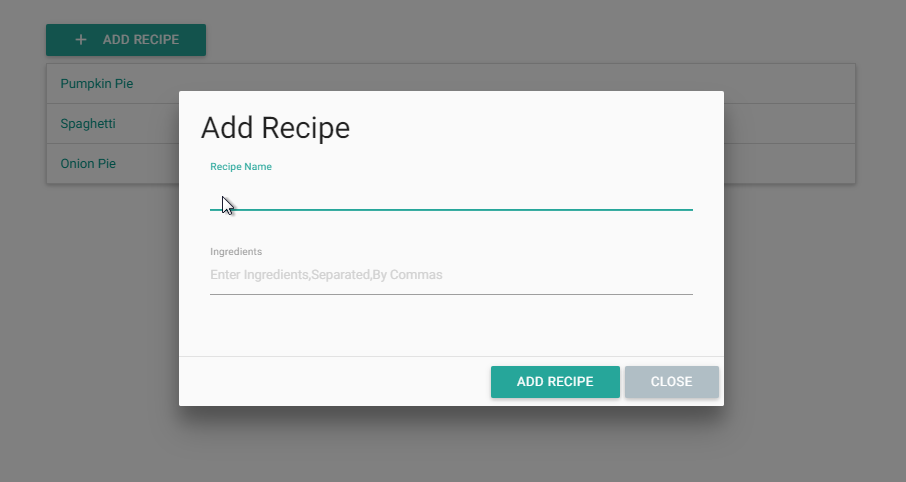 + ADD RECIPE
Pumpkin Pie
Spaghetti
Onion Pie
Add Recipe
Recipe Name
Ingredients
Enter Ingredients,Separated,By Commas
ADD RECIPE CLOSE